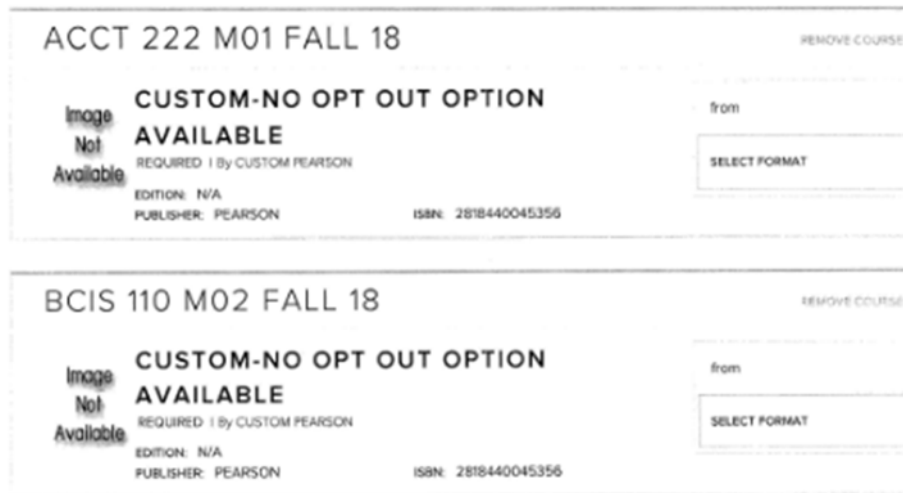 ACCT 222 M01 FALL 18
REMOVE COURSE
Image
Not
Available
CUSTOM-NO OPT OUT OPTION
AVAILABLE
REQUIRED | By CUSTOM PEARSON
EDITION: N/A
PUBLISHER: PEARSON
ISBN: 2818440045356
from
SELECT FORMAT
BCIS 110 M02 FALL 18
REMOVE COURSE
Image
Not
Available
CUSTOM-NO OPT OUT OPTION
AVAILABLE
REQUIRED | By CUSTOM PEARSON
EDITION: N/A
PUBLISHER: PEARSON
ISBN: 2818440045356
from
SELECT FORMAT